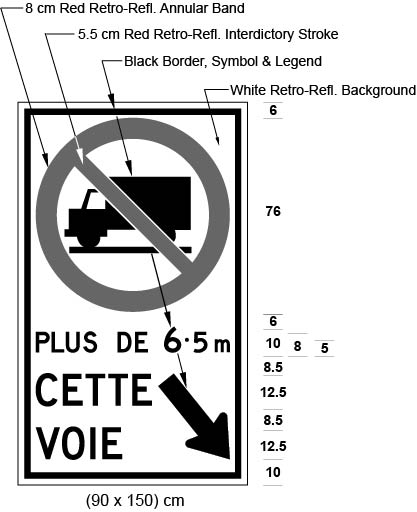 8 cm Red Retro-Refl. Annular Band
5.5 cm Red Retro-Refl. Interdictory Stroke
Black Border, Symbol & Legend
White Retro-Refl. Background
6
76
6
PLUS DE 6·5 m
10 8 5
8.5
CETTE
12.5
8.5
VOIE
12.5
10
(90 x 150) cm